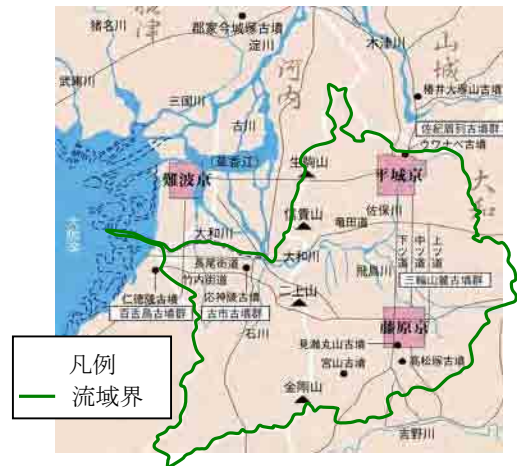 摂津
猪名川
郡家今城塚古墳
淀川
木津川
山城
武庫川
河内
三国川
椿井大塚山古墳
古川
佐紀盾列古墳群
ウワナベ古墳
(草香江)
生駒山
難波京
平城京
大和
信貴山
佐保川
竜田道
大和川
大和川
下ツ道
中ツ道
上ツ道
長尾街道
竹内街道
飛鳥川
三輪山麓古墳群
仁徳陵古墳
応神陵古墳
二上山
百舌鳥古墳群
古市古墳群
藤原京
石川
見瀬丸山古墳
宮山古墳
高松塚古墳
金剛山
吉野川
凡例
流域界